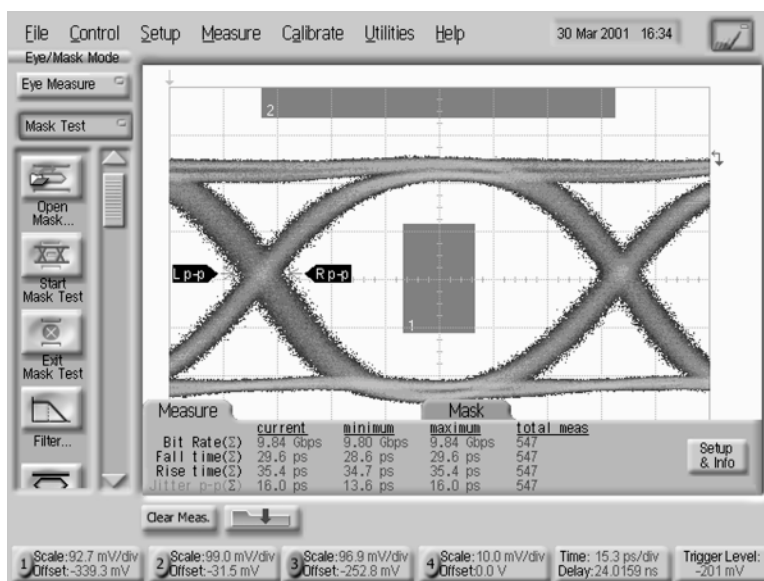 File Control Setup Measure Calibrate Utilities Help 30 Mar 2001 16:34
Eye/Mask Mode
Eye Measure
Mask Test
Open
Mask...
Start
Mask Test
Exit
Mask Test
Filter...
2
L p-p
R p-p
1
Measure
Mask
current minimum maximum total meas
Bit Rate(Σ) 9.84 Gbps 9.80 Gbps 9.84 Gbps 547
Fall time(Σ) 29.6 ps 28.6 ps 29.6 ps 547
Rise time(Σ) 35.4 ps 34.7 ps 35.4 ps 547
Jitter p-p(Σ) 16.0 ps 13.6 ps 16.0 ps 547
Setup
& Info
Clear Meas.
1 Scale:92.7 mV/div
Offset:-339.3 mV
2 Scale:99.0 mV/div
Offset:-31.5 mV
3 Scale:96.9 mV/div
Offset:-252.8 mV
4 Scale:10.0 mV/div
Offset:0.0 V
Time: 15.3 ps/div
Delay:24.0159 ns
Trigger Level:
-201 mV